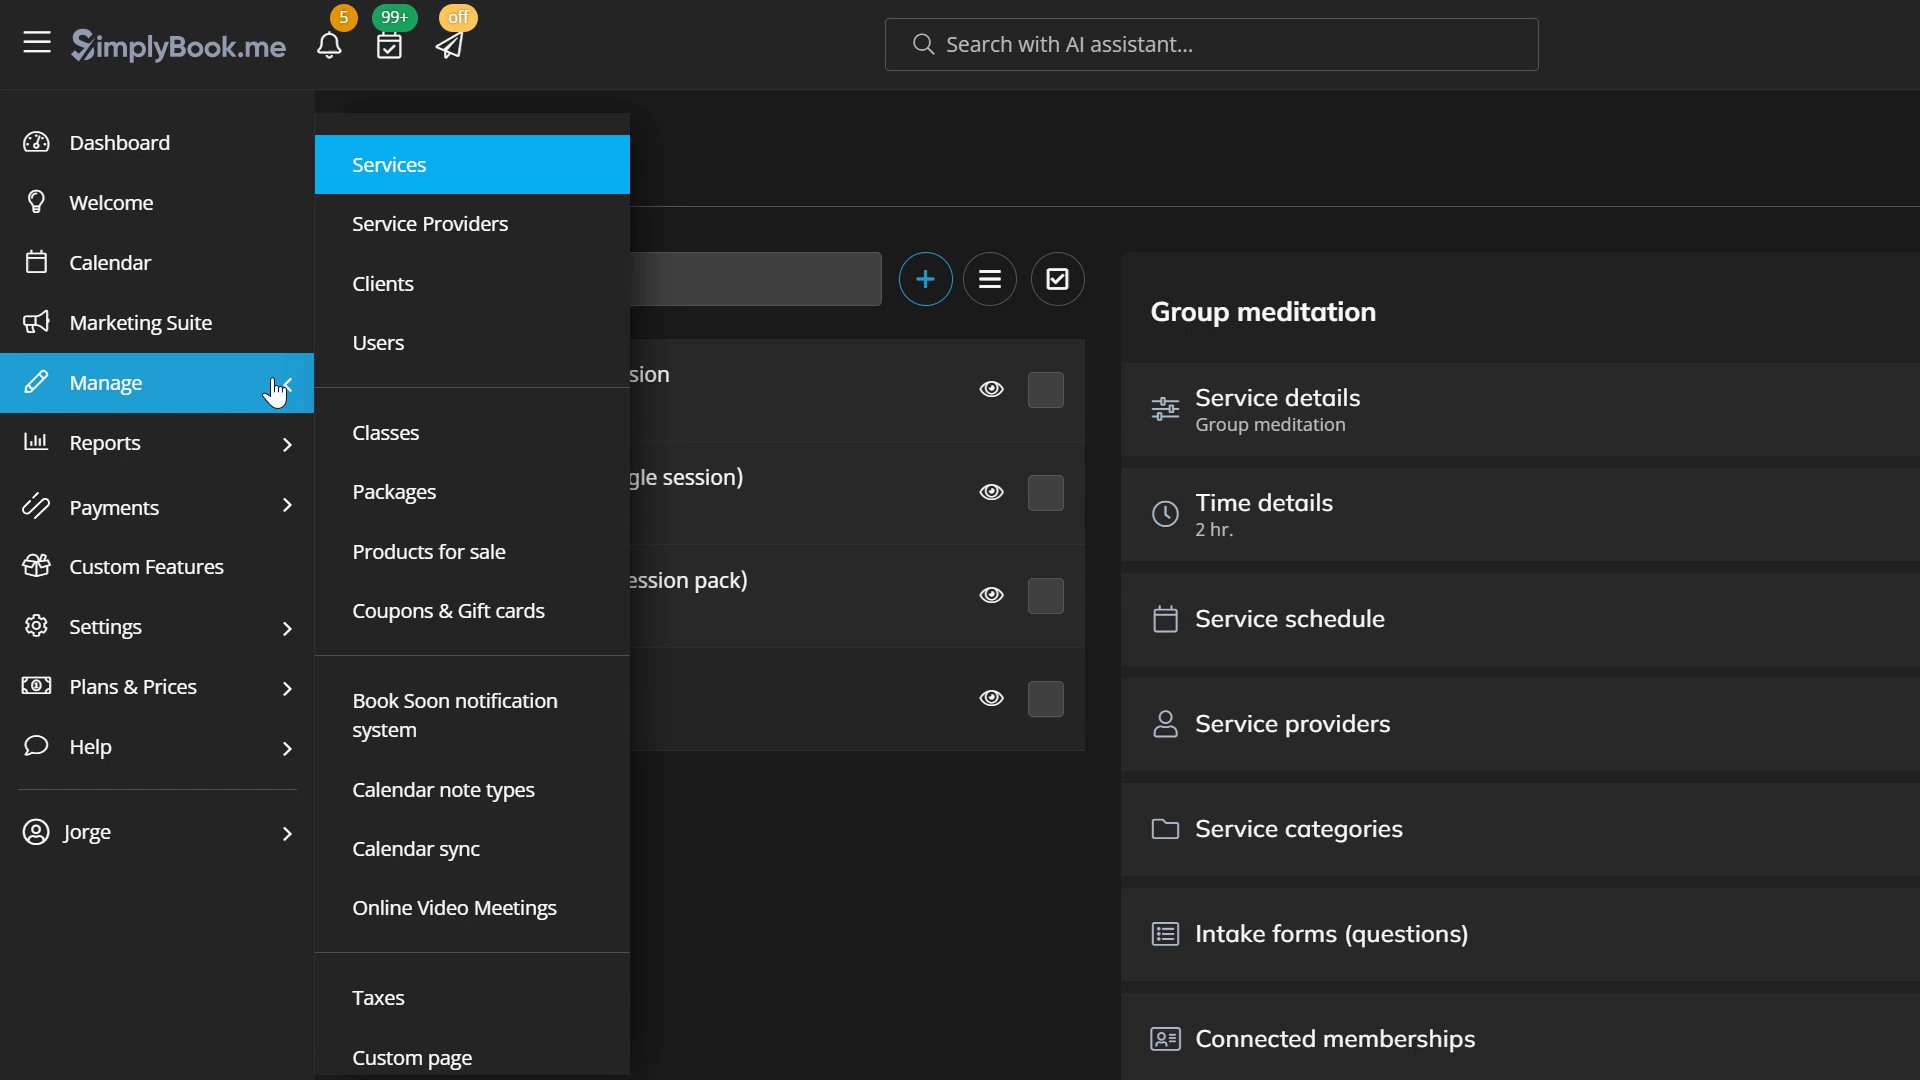 SimplyBook.me
5
99+
off
Search with AI assistant...
Dashboard
Welcome
Calendar
Marketing Suite
Manage
Reports
Payments
Custom Features
Settings
Plans & Prices
Help
Jorge
Services
Service Providers
Clients
Users
Classes
Packages
Products for sale
Coupons & Gift cards
Book Soon notification
system
Calendar note types
Calendar sync
Online Video Meetings
Taxes
Custom page
sion
gle session)
ession pack)
Group meditation
Service details
Group meditation
Time details
2 hr.
Service schedule
Service providers
Service categories
Intake forms (questions)
Connected memberships